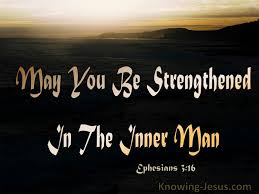 May You Be Strengthened
In The Inner Man
Ephesians 3:16
Knowing-Jesus.com